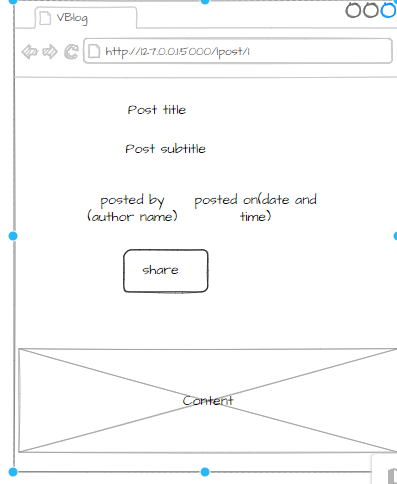 VBlog
http://127.0.0.1:5000/post/1
Post title
Post subtitle
posted by
(author name)
posted on(date and
time)
share
Content